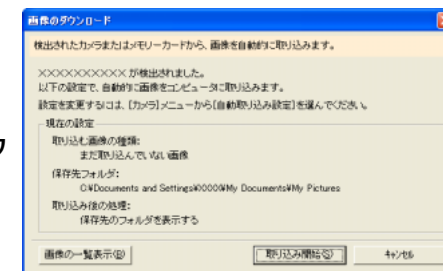 画像のダウンロード
検出されたカメラまたはメモリーカードから、画像を自動的に取り込みます。
××××××××××が検出されました。
以下の設定で、自動的に画像をコンピュータに取り込みます。
設定を変更するには、[カメラ]メニューから[自動取り込み設定]を選んでください。
現在の設定
取り込む画像の種類:
まだ取り込んでいない画像
保存先フォルダ:
C:¥Documents and Settings¥0000¥My Documents¥My Pictures
取り込み後の処理:
保存先のフォルダを表示する
画像の一覧表示(B)
取り込み開始(S)
キャンセル